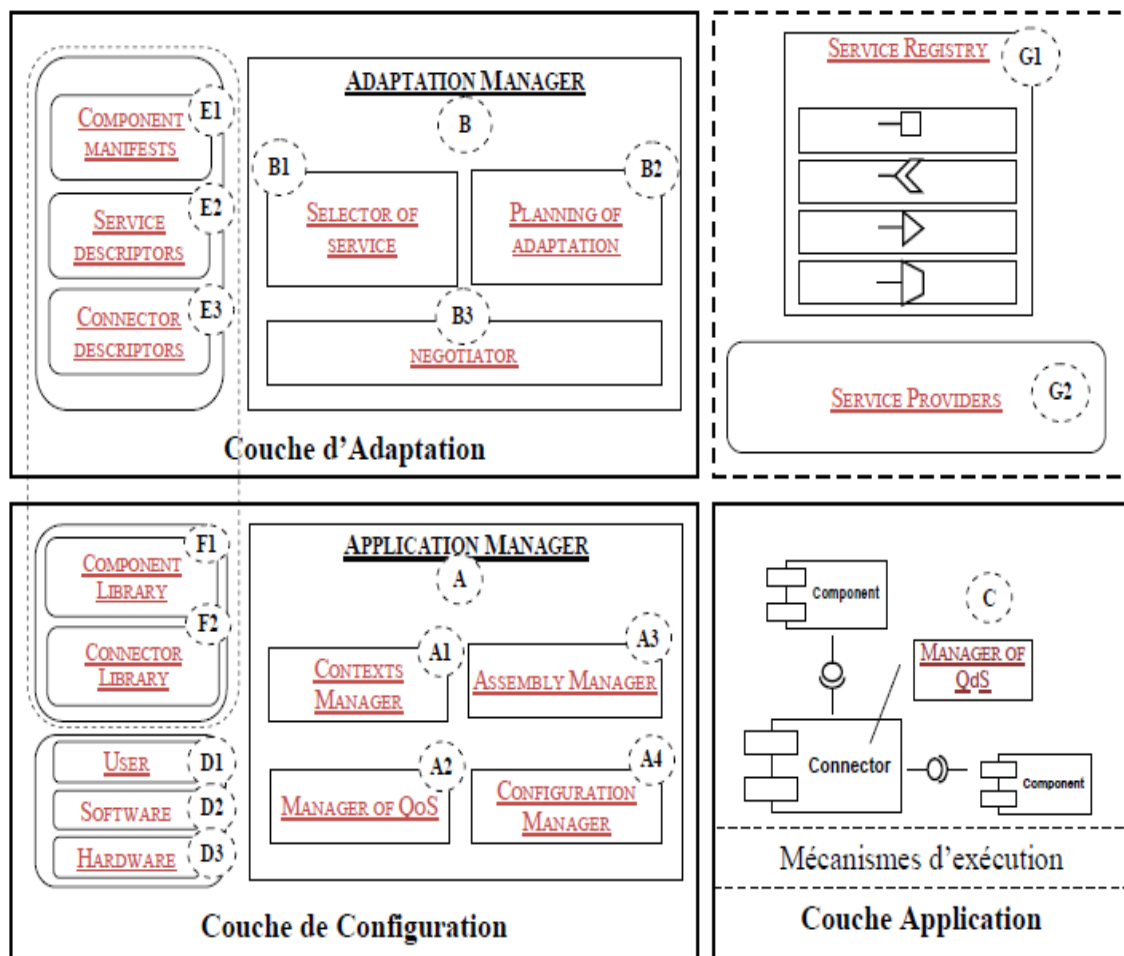 COMPONENT
MANIFESTS
E1
SERVICE
DESCRIPTORS
E2
CONNECTOR
DESCRIPTORS
E3
ADAPTATION MANAGER
B
B1
SELECTOR OF
SERVICE
B2
PLANNING OF
ADAPTATION
B3
NEGOTIATOR
Couche d'Adaptation
SERVICE REGISTRY
G1
SERVICE PROVIDERS
G2
F1
COMPONENT
LIBRARY
F2
CONNECTOR
LIBRARY
USER
D1
SOFTWARE
D2
HARDWARE
D3
APPLICATION MANAGER
A
A1
CONTEXTS
MANAGER
A3
ASSEMBLY MANAGER
A2
MANAGER OF QOS
A4
CONFIGURATION
MANAGER
Couche de Configuration
Component
C
MANAGER OF
QdS
Connector
Component
Mécanismes d'exécution
Couche Application